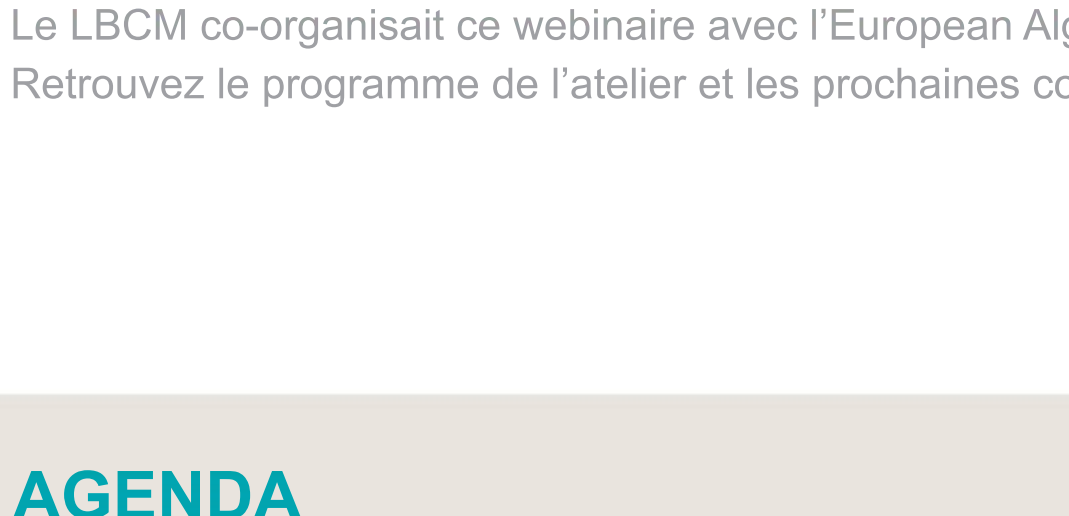 Le LBCM co-organisait ce webinaire avec l’European
Retrouvez le programme de l’atelier et les prochaines
AGENDA